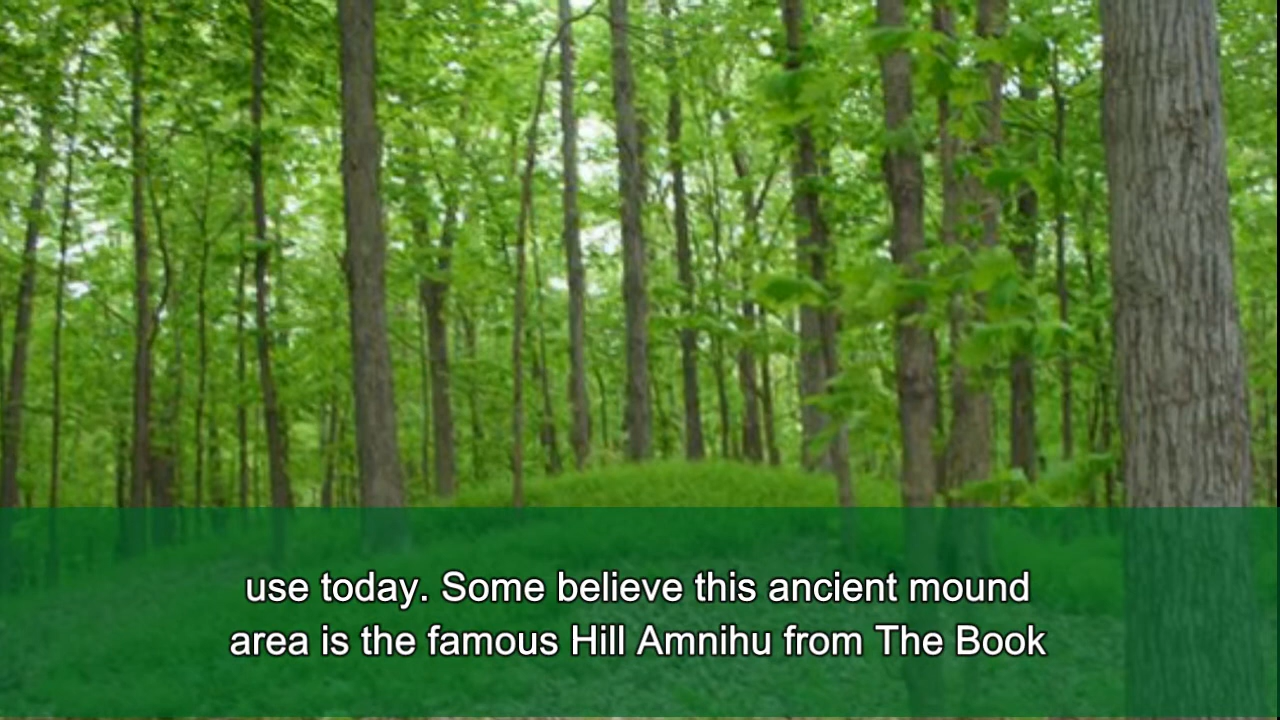 use today. Some believe this ancient mound
area is the famous Hill Amnihu from The Book